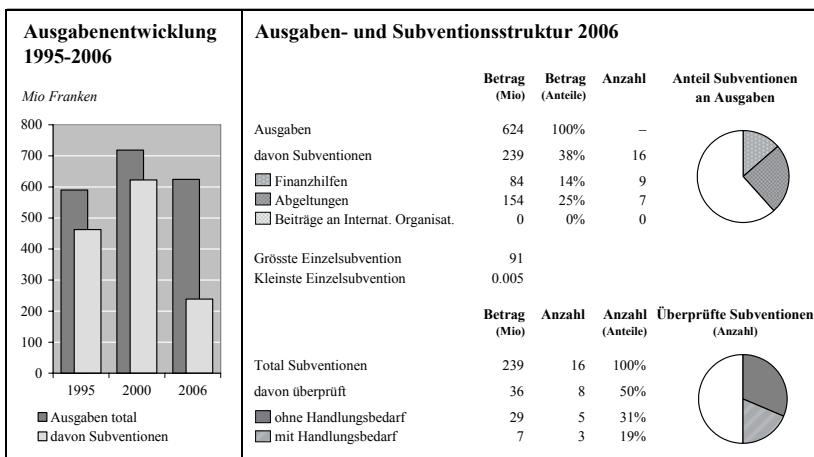 Ausgabenentwicklung
1995-2006
Mio Franken
800
700
600
500
400
300
200
100
0
1995 2000 2006
Ausgaben total
davon Subventionen
Ausgaben- und Subventionsstruktur 2006
Betrag Betrag Anzahl Anteil Subventionen
(Mio) (Anteile) an Ausgaben
Ausgaben 624 100% –
davon Subventionen 239 38% 16
Finanzhilfen 84 14% 9
Abgeltungen 154 25% 7
Beiträge an Internat. Organisat. 0 0% 0
Grösste Einzelsubvention 91
Kleinste Einzelsubvention 0.005
Betrag Anzahl Anzahl Überprüfte Subventionen
(Mio) (Anteile) (Anzahl)
Total Subventionen 239 16 100%
davon überprüft 36 8 50%
ohne Handlungsbedarf 29 5 31%
mit Handlungsbedarf 7 3 19%